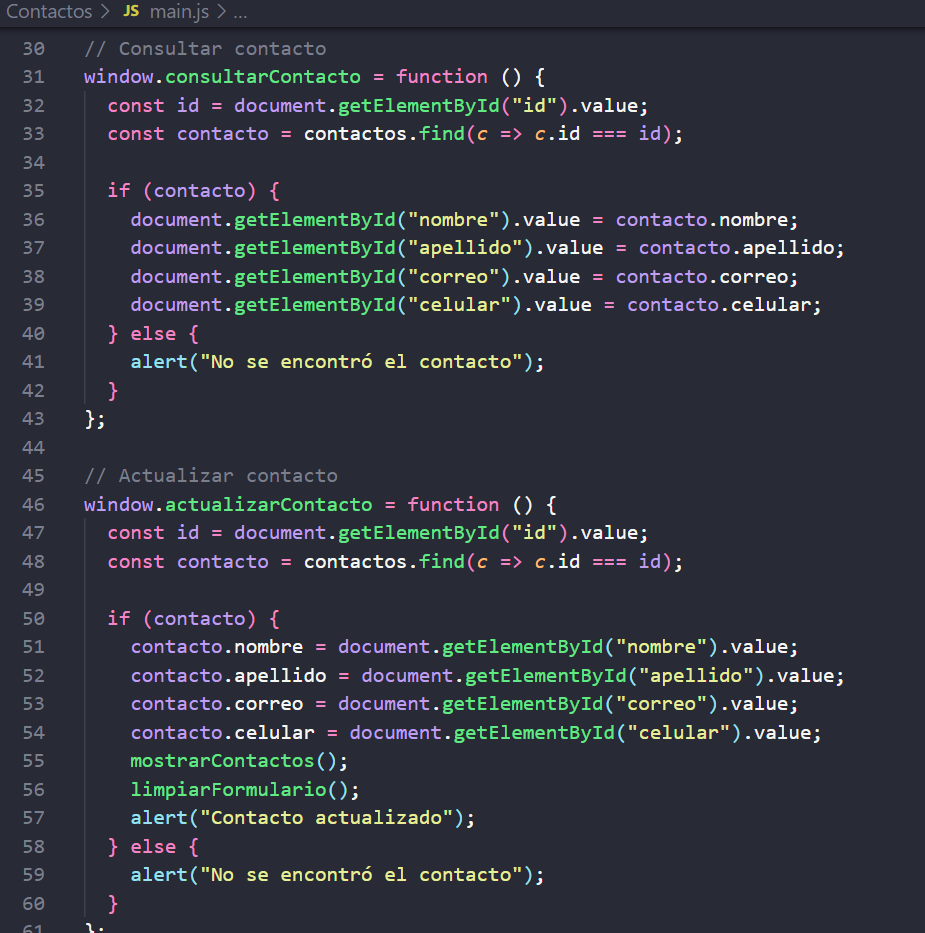 Contactos > JS main.js > ...
30 // Consultar contacto
31 window.consultarContacto = function () {
32 const id = document.getElementById("id").value;
33 const contacto = contactos.find(c => c.id === id);
34
35 if (contacto) {
36 document.getElementById("nombre").value = contacto.nombre;
37 document.getElementById("apellido").value = contacto.apellido;
38 document.getElementById("correo").value = contacto.correo;
39 document.getElementById("celular").value = contacto.celular;
40 } else {
41 alert("No se encontró el contacto");
42 }
43 };
44
45 // Actualizar contacto
46 window.actualizarContacto = function () {
47 const id = document.getElementById("id").value;
48 const contacto = contactos.find(c => c.id === id);
49
50 if (contacto) {
51 contacto.nombre = document.getElementById("nombre").value;
52 contacto.apellido = document.getElementById("apellido").value;
53 contacto.correo = document.getElementById("correo").value;
54 contacto.celular = document.getElementById("celular").value;
55 mostrarContactos();
56 limpiarFormulario();
57 alert("Contacto actualizado");
58 } else {
59 alert("No se encontró el contacto");
60 }
61 };